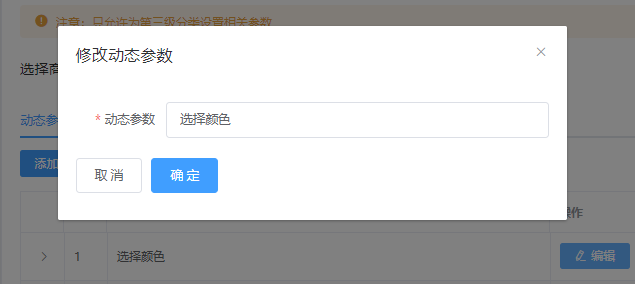 注意：只允许为第三级分类设置相关参数
选择商
修改动态参数
* 动态参数 选择颜色
动态参
取消 确定
添加
操作
1 选择颜色 编辑